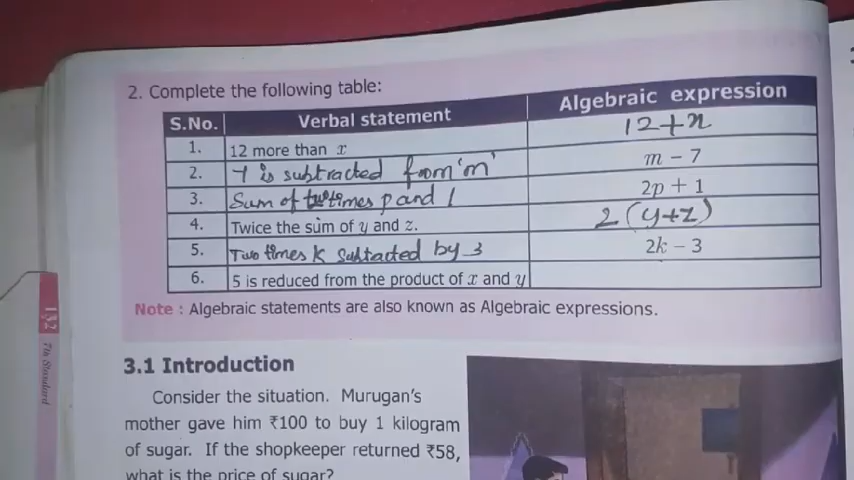 2. Complete the following table:
S.No. Verbal statement Algebraic expression
1. 12 more than x 12+x
2. 7 is subtracted from 'm' m − 7
3. Sum of two times p and 1 2p + 1
4. Twice the sum of y and z. 2(y+z)
5. Two times k subtacted by 3 2k − 3
6. 5 is reduced from the product of x and y
Note : Algebraic statements are also known as Algebraic expressions.
132
7th Standard
3.1 Introduction
Consider the situation. Murugan's
mother gave him ₹100 to buy 1 kilogram
of sugar. If the shopkeeper returned ₹58,
what is the price of sugar?